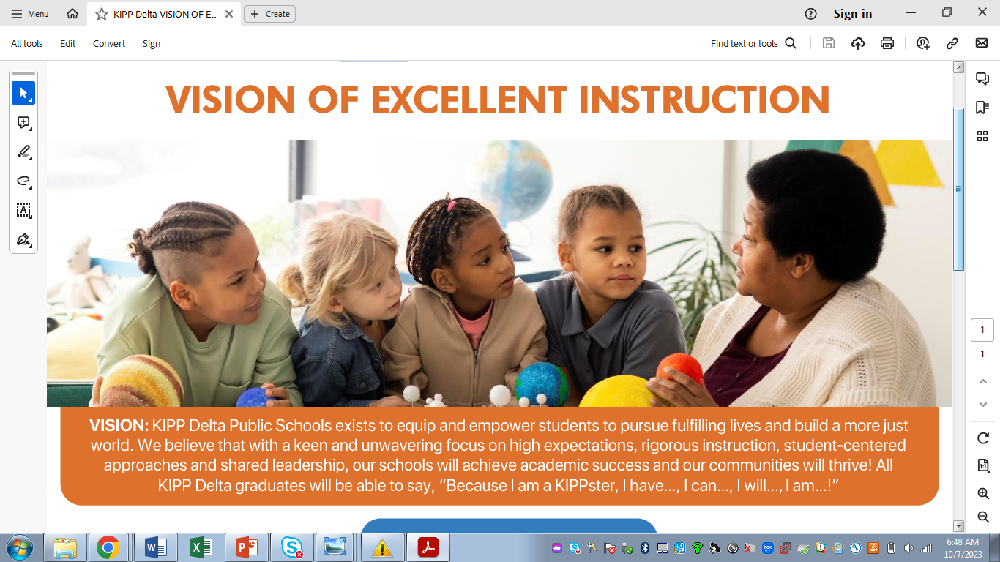 Menu
KIPP Delta VISION OF E...
Create
Sign in
All tools
Edit
Convert
Sign
Find text or tools
VISION OF EXCELLENT INSTRUCTION
VISION: KIPP Delta Public Schools exists to equip and empower students to pursue fulfilling lives and build a more just
world. We believe that with a keen and unwavering focus on high expectations, rigorous instruction, student-centered
approaches and shared leadership, our schools will achieve academic success and our communities will thrive! All
KIPP Delta graduates will be able to say, “Because I am a KIPPster, I have..., I can..., I will..., I am...!”
1
1
1:1
6:48 AM
10/7/2023